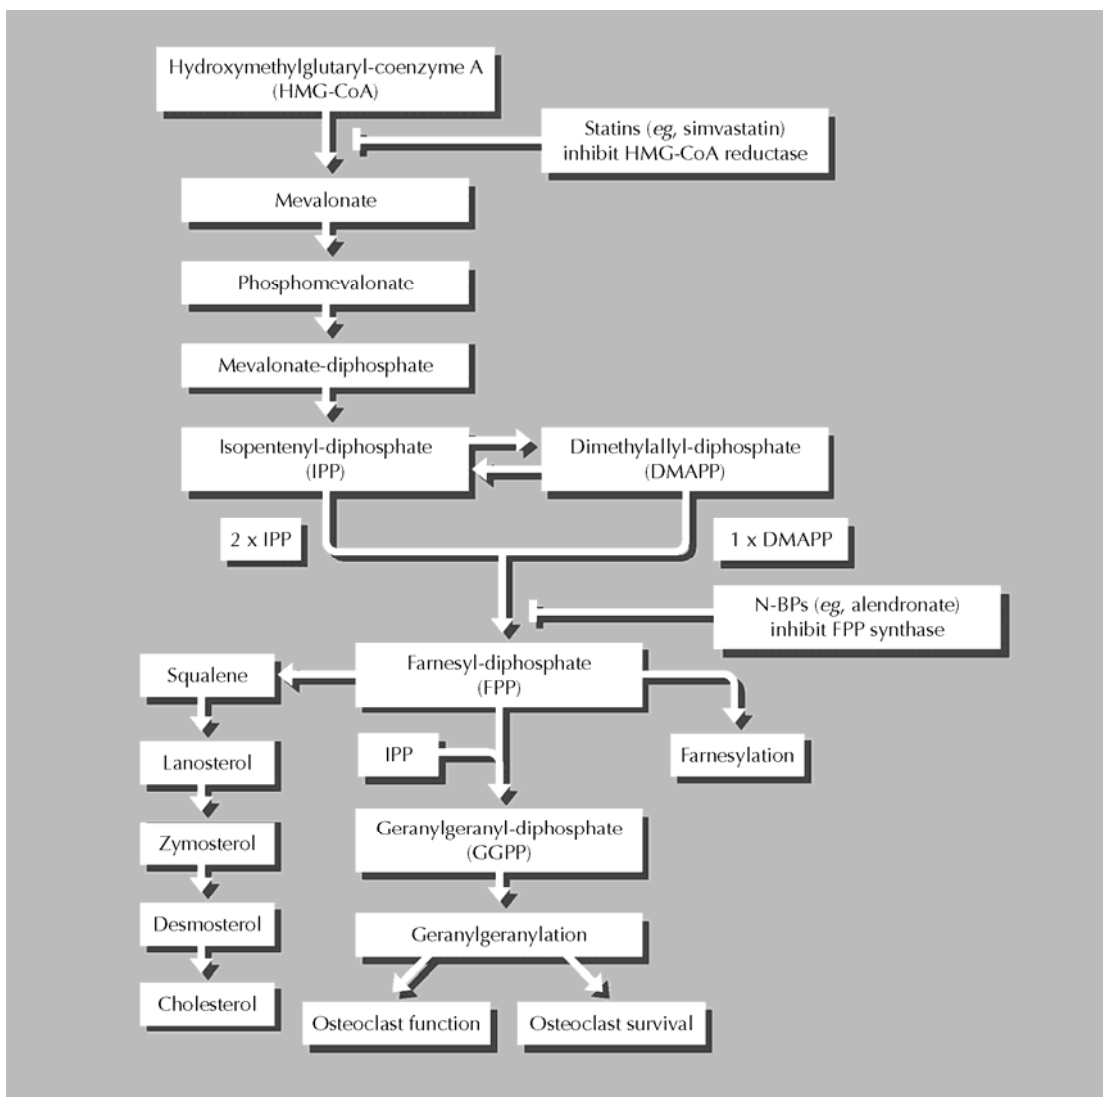 Hydroxymethylglutaryl-coenzyme A
(HMG-CoA)
Statins (eg, simvastatin)
inhibit HMG-CoA reductase
Mevalonate
Phosphomevalonate
Mevalonate-diphosphate
Isopentenyl-diphosphate
(IPP)
Dimethylallyl-diphosphate
(DMAPP)
2 x IPP
1 x DMAPP
N-BPs (eg, alendronate)
inhibit FPP synthase
Farnesyl-diphosphate
(FPP)
Squalene
IPP
Farnesylation
Lanosterol
Geranylgeranyl-diphosphate
(GGPP)
Zymosterol
Desmosterol
Geranylgeranylation
Cholesterol
Osteoclast function
Osteoclast survival